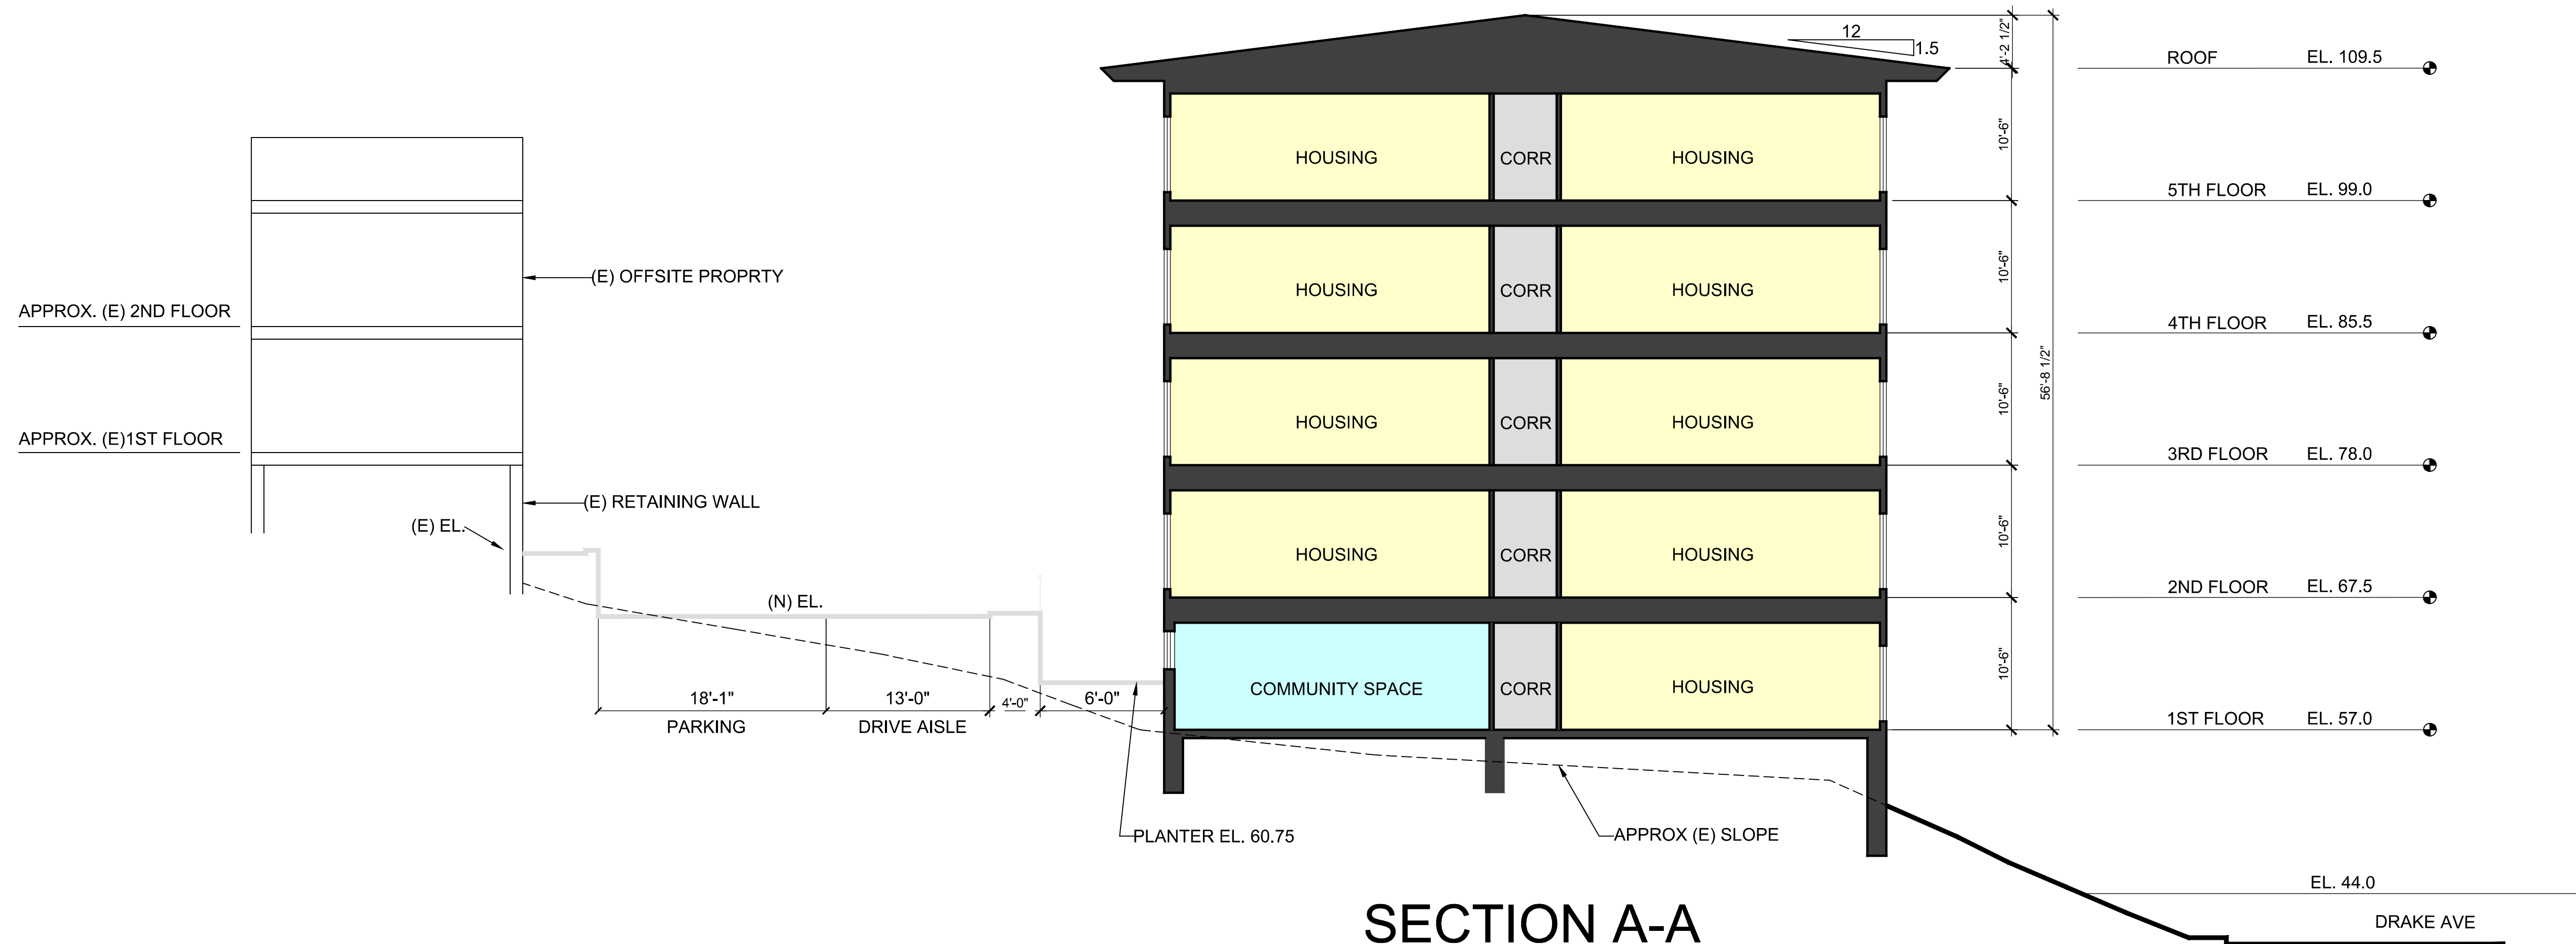 12
1.5
4'-2 1/2"
ROOF EL. 109.5
HOUSING CORR HOUSING
10'-6"
5TH FLOOR EL. 99.0
(E) OFFSITE PROPRTY
HOUSING CORR HOUSING
10'-6"
APPROX. (E) 2ND FLOOR
4TH FLOOR EL. 85.5
56'-8 1/2"
HOUSING CORR HOUSING
10'-6"
APPROX. (E)1ST FLOOR
3RD FLOOR EL. 78.0
(E) RETAINING WALL
(E) EL.
HOUSING CORR HOUSING
10'-6"
2ND FLOOR EL. 67.5
(N) EL.
COMMUNITY SPACE CORR HOUSING
10'-6"
18'-1" 13'-0" 4'-0" 6'-0"
PARKING DRIVE AISLE
1ST FLOOR EL. 57.0
PLANTER EL. 60.75
APPROX (E) SLOPE
EL. 44.0
DRAKE AVE
SECTION A-A